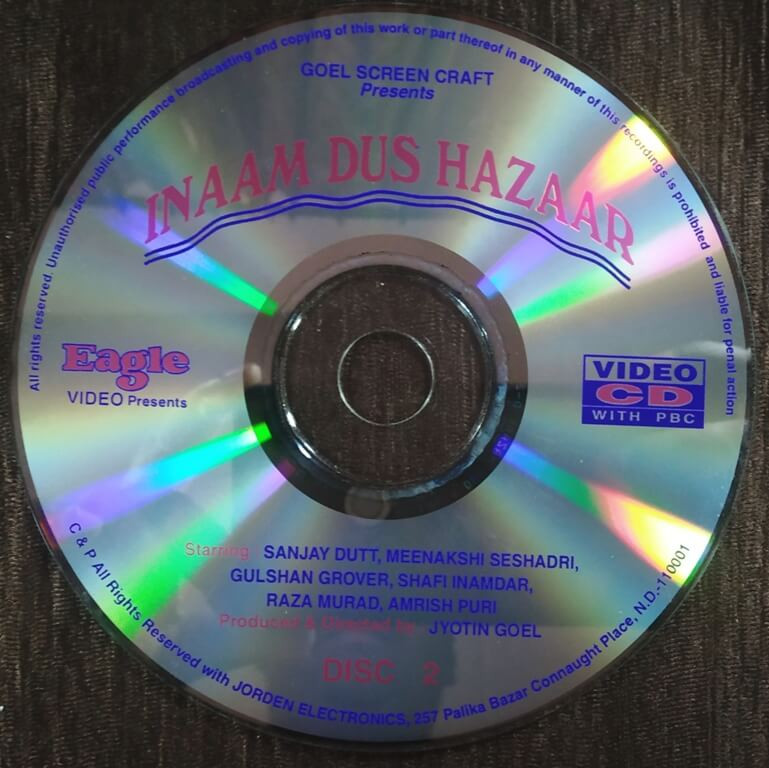 All rights reserved. Unauthorised public performance broadcasting and copying of this work or part thereof in any manner of this recordings is prohibited and liable for penal action
GOEL SCREEN CRAFT
Presents
INAAM DUS HAZAAR
Eagle
VIDEO Presents
VIDEO
CD
WITH PBC
Starring SANJAY DUTT, MEENAKSHI SESHADRI,
GULSHAN GROVER, SHAFI INAMDAR,
RAZA MURAD, AMRISH PURI
Produced & Directed by JYOTIN GOEL
DISC 2
C & P All Rights Reserved with JORDEN ELECTRONICS, 257 Palika Bazar Connaught Place, N.D.-110001